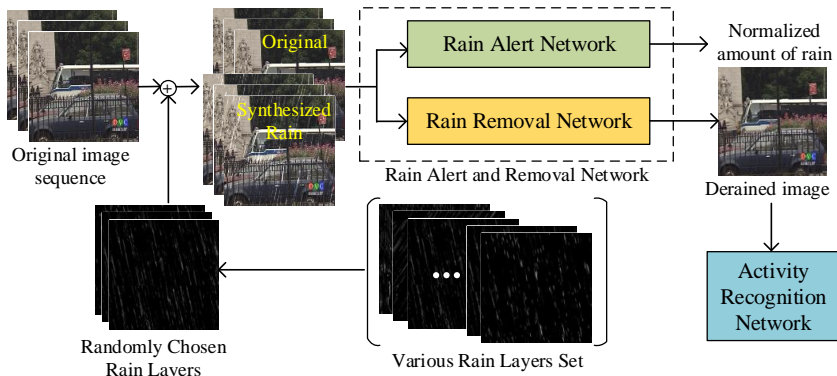 Original
Synthesized
Rain
Original image
sequence
Rain Alert Network
Rain Removal Network
Rain Alert and Removal Network
Normalized
amount of rain
Derained image
Activity
Recognition
Network
Randomly Chosen
Rain Layers
Various Rain Layers Set